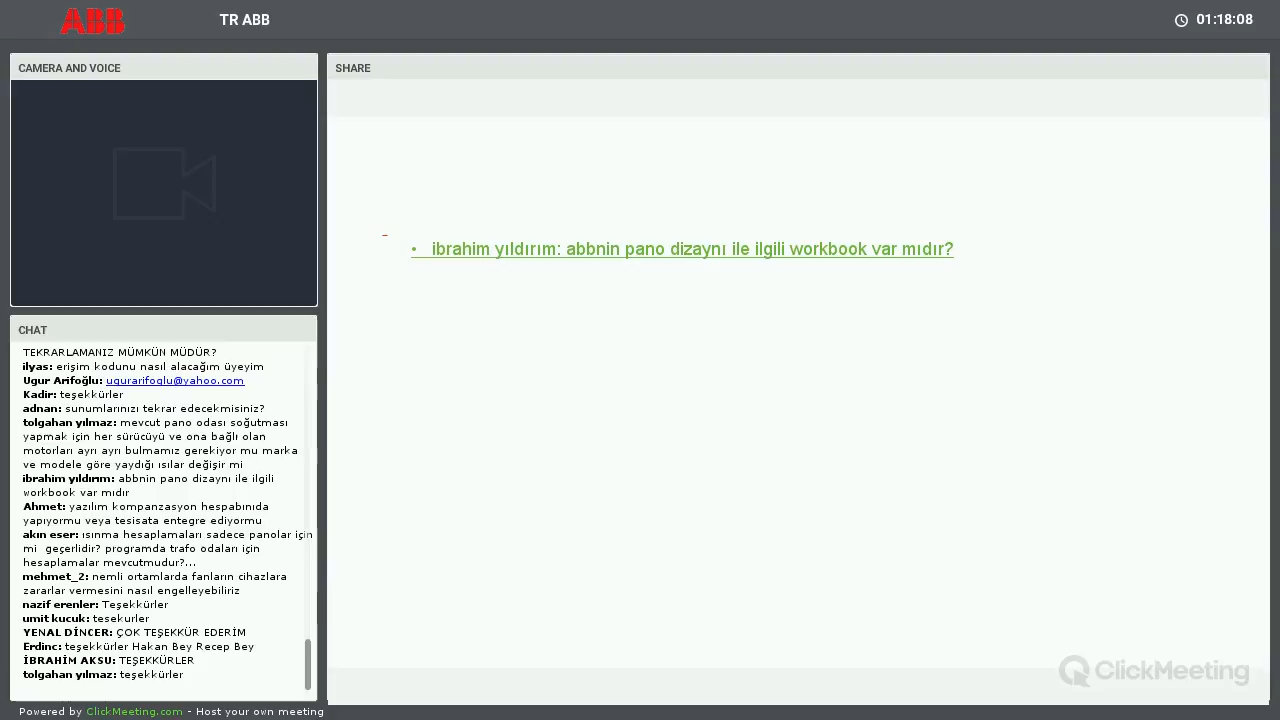 ABB
TR ABB
01:18:08
CAMERA AND VOICE
SHARE
• ibrahim yıldırım: abbnin pano dizaynı ile ilgili workbook var mıdır?
CHAT
TEKRARLAMANIZ MÜMKÜN MÜDÜR?
ilyas: erişim kodunu nasıl alacağım üyeyim
Ugur Arifoğlu: ugurarifoglu@yahoo.com
Kadir: teşekkürler
adnan: sunumlarınızı tekrar edecekmisiniz?
tolgahan yılmaz: mevcut pano odası soğutması
yapmak için her sürücüyü ve ona bağlı olan
motorları ayrı ayrı bulmamız gerekiyor mu marka
ve modele göre yaydığı ısılar değişir mi
ibrahim yıldırım: abbnin pano dizaynı ile ilgili
workbook var mıdır
Ahmet: yazılım kompanzasyon hespabınıda
yapıyormu veya tesisata entegre ediyormu
akın eser: ısınma hesaplamaları sadece panolar için
mi geçerlidir? programda trafo odaları için
hesaplamalar mevcutmudur?...
mehmet_2: nemli ortamlarda fanların cihazlara
zararlar vermesini nasıl engelleyebiliriz
nazif erenler: Teşekkürler
umit kucuk: tesekurler
YENAL DİNCER: ÇOK TEŞEKKÜR EDERİM
Erdinc: teşekkürler Hakan Bey Recep Bey
İBRAHİM AKSU: TEŞEKKÜRLER
tolgahan yılmaz: teşekkürler
ClickMeeting
Powered by ClickMeeting.com - Host your own meeting